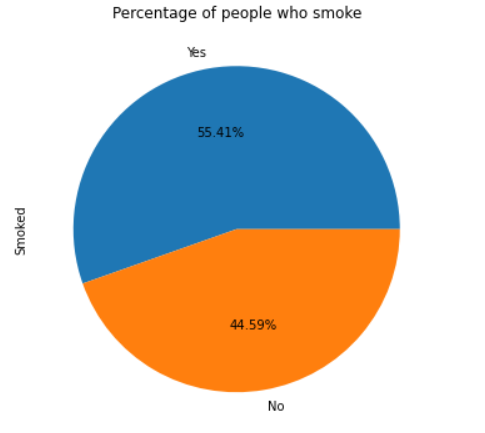 Percentage of people who smoke
Yes
55.41%
Smoked
44.59%
No